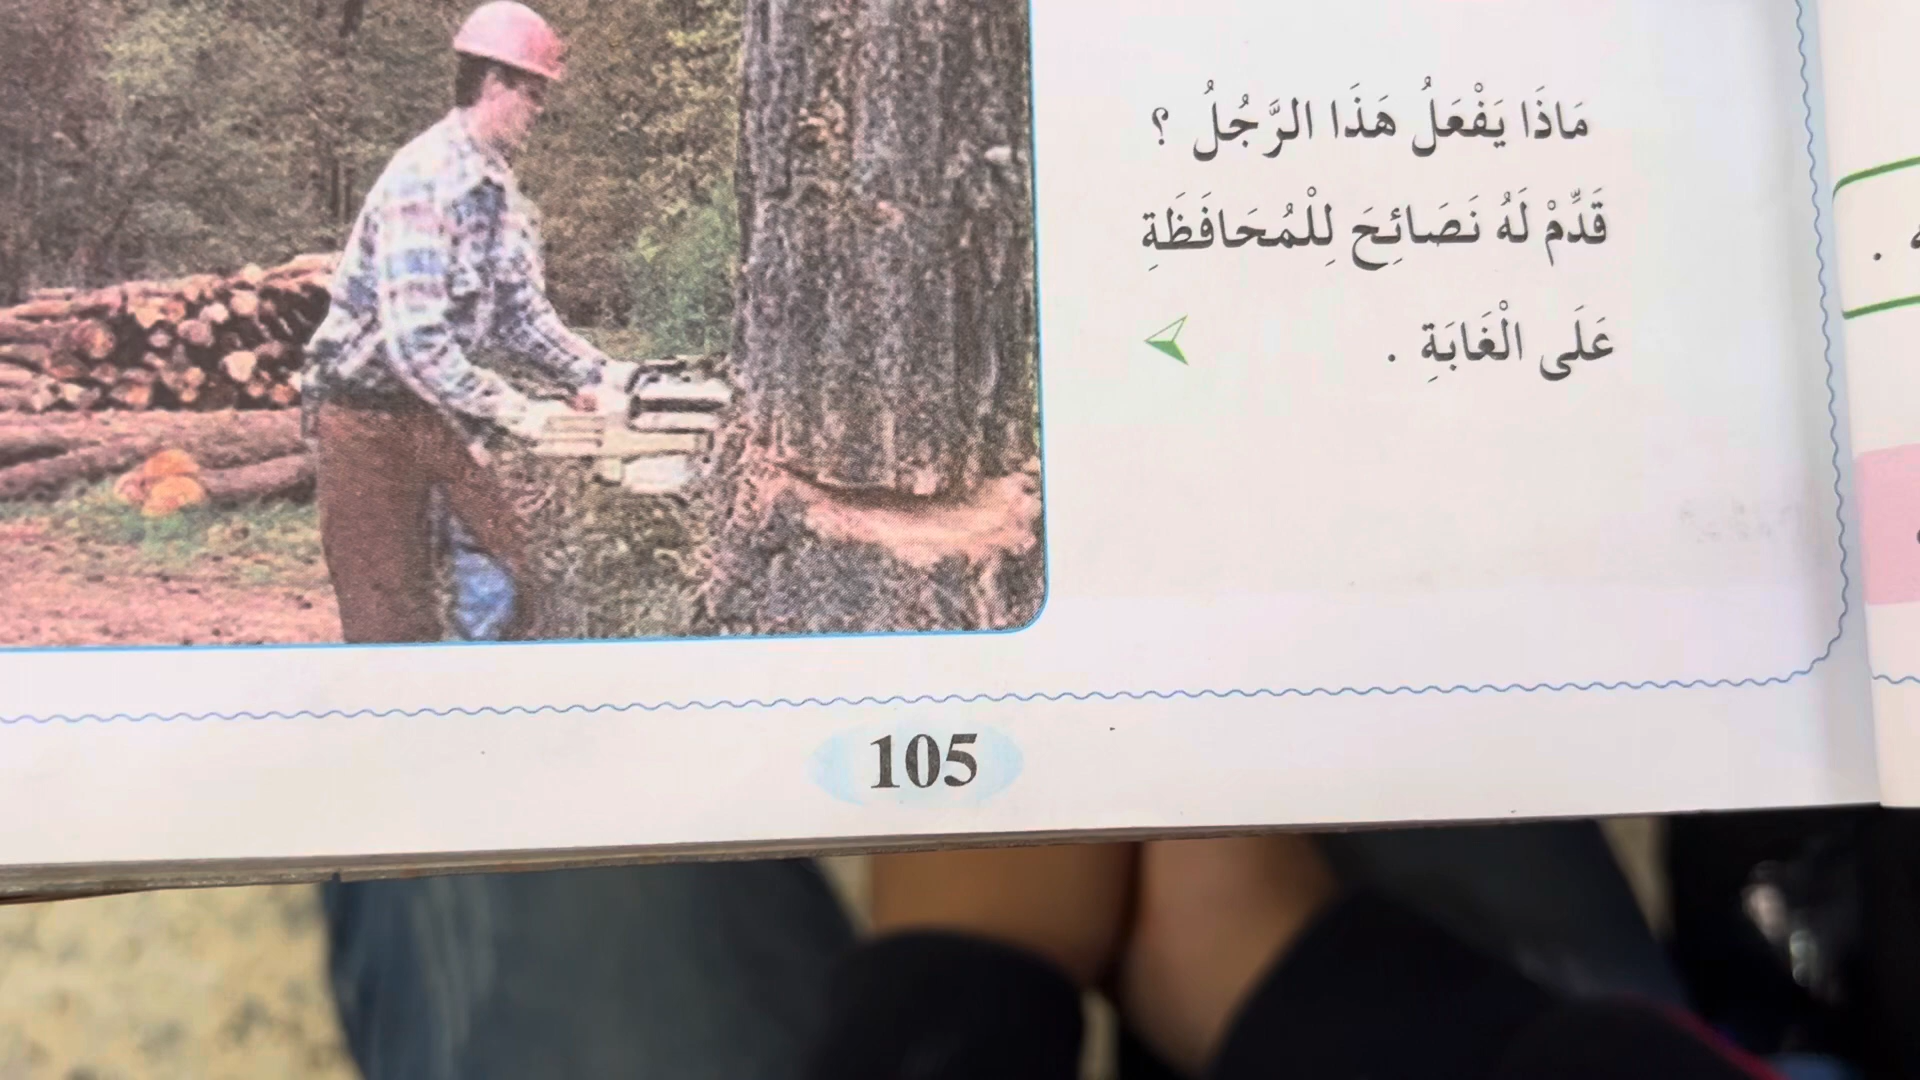 مَاذَا يَفْعَلُ هَذَا الرَّجُلُ ؟
قَدِّمْ لَهُ نَصَائِحَ لِلْمُحَافَظَةِ
عَلَى الْغَابَةِ .
105